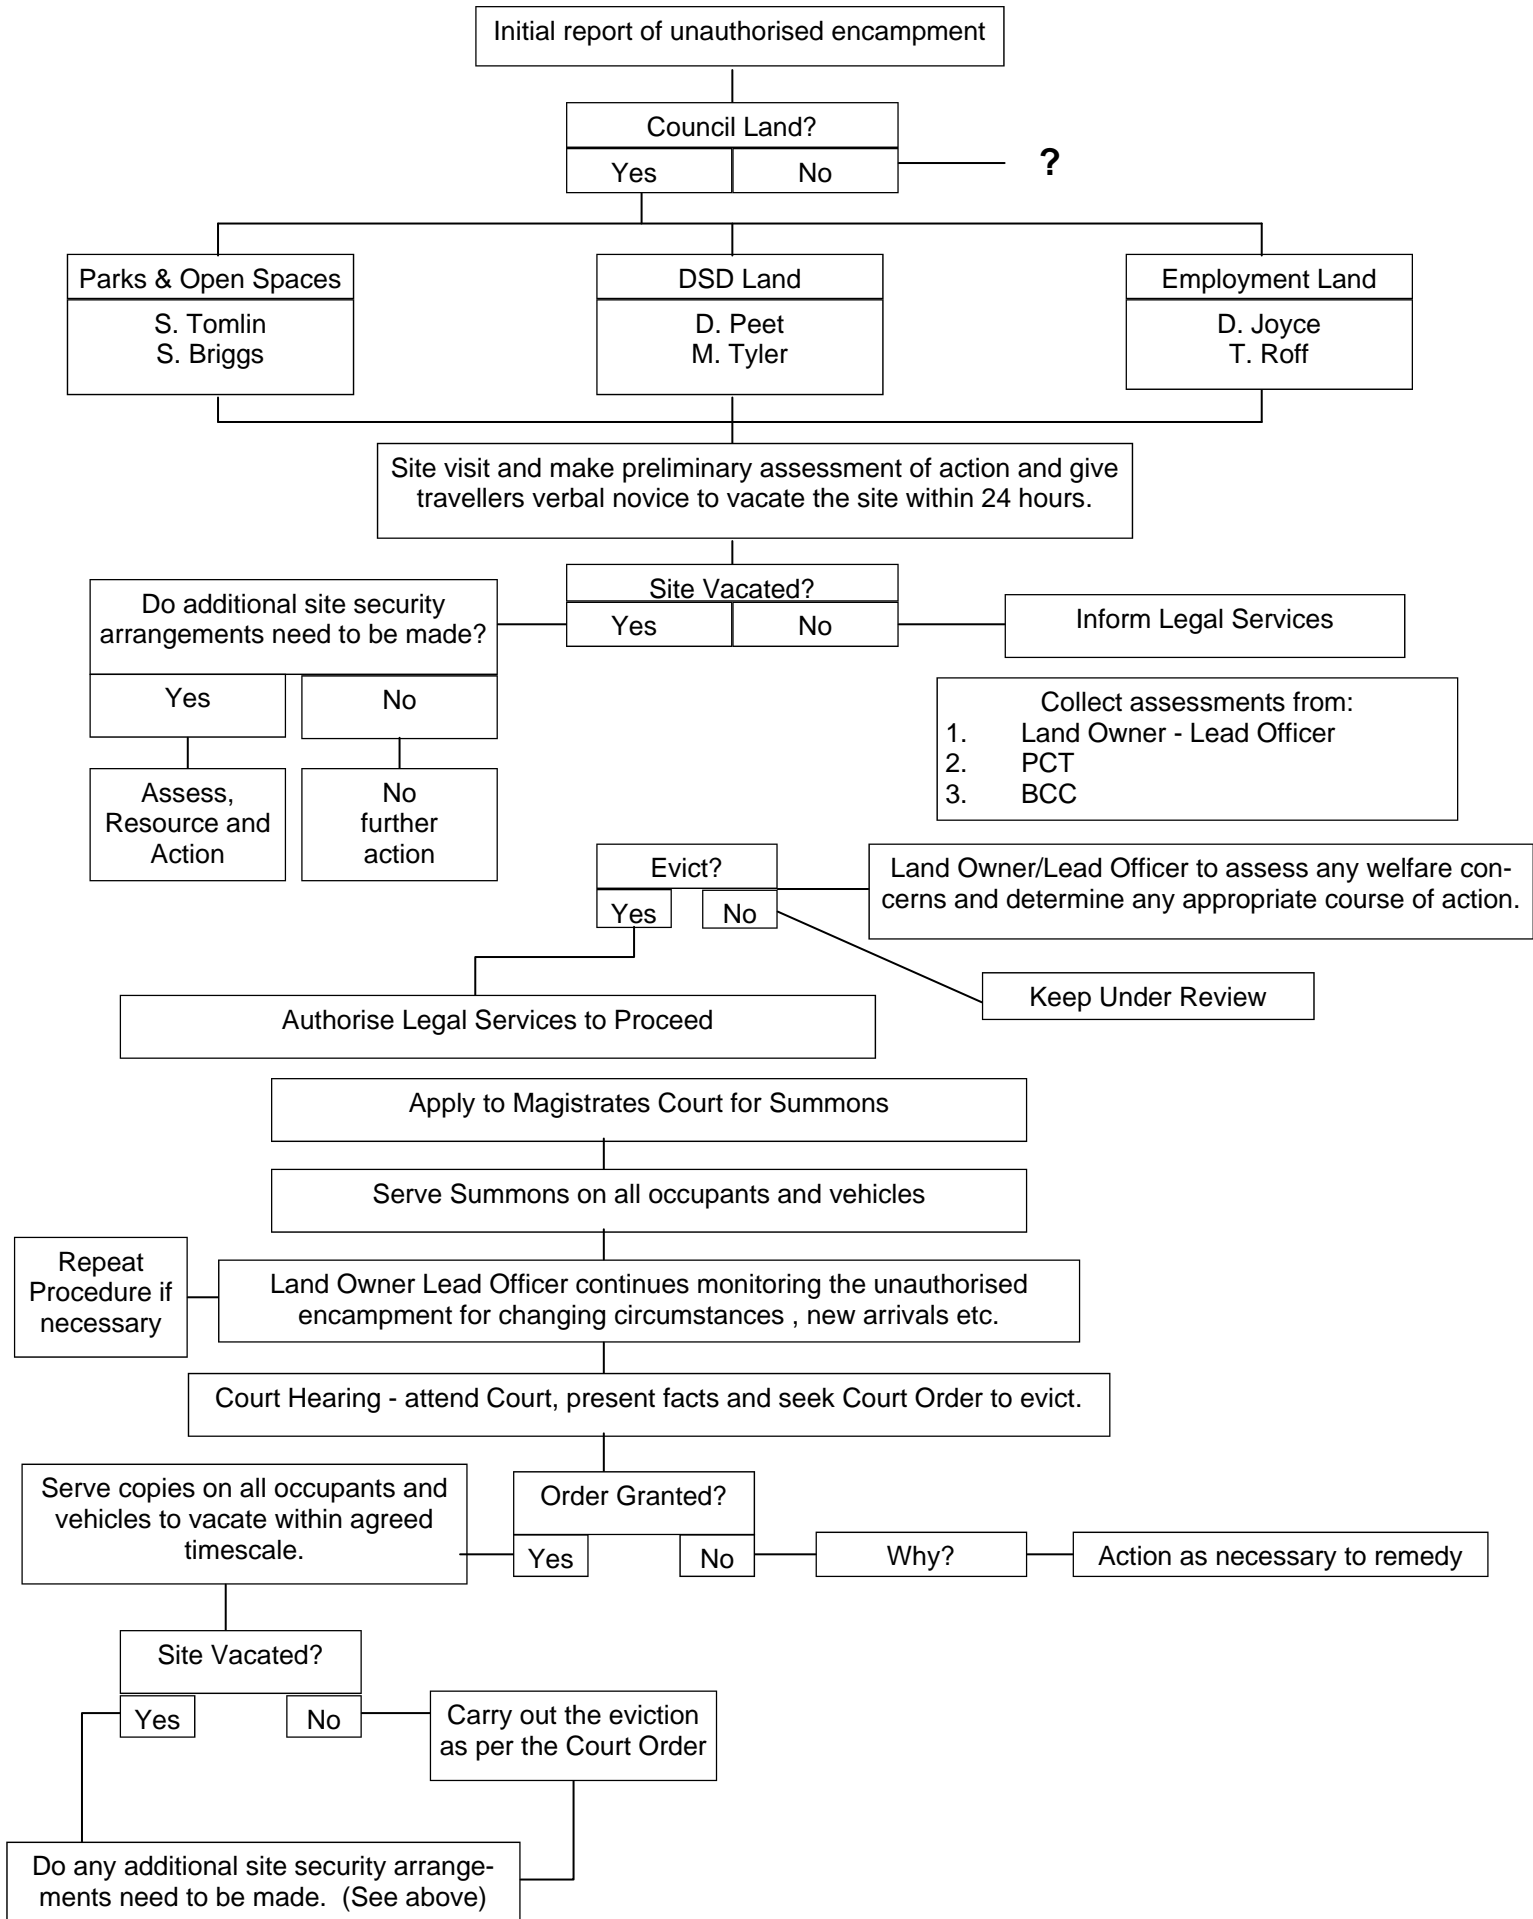 Initial report of unauthorised encampment
Council Land?
Yes
No
?
Parks & Open Spaces
S. Tomlin
S. Briggs
DSD Land
D. Peet
M. Tyler
Employment Land
D. Joyce
T. Roff
Site visit and make preliminary assessment of action and give
travellers verbal novice to vacate the site within 24 hours.
Site Vacated?
Yes
No
Do additional site security
arrangements need to be made?
Yes
No
Assess,
Resource and
Action
No
further
action
Inform Legal Services
Collect assessments from:
1. Land Owner - Lead Officer
2. PCT
3. BCC
Evict?
Yes
No
Land Owner/Lead Officer to assess any welfare con-
cerns and determine any appropriate course of action.
Keep Under Review
Authorise Legal Services to Proceed
Apply to Magistrates Court for Summons
Serve Summons on all occupants and vehicles
Repeat
Procedure if
necessary
Land Owner Lead Officer continues monitoring the unauthorised
encampment for changing circumstances , new arrivals etc.
Court Hearing - attend Court, present facts and seek Court Order to evict.
Serve copies on all occupants and
vehicles to vacate within agreed
timescale.
Order Granted?
Yes
No
Why?
Action as necessary to remedy
Site Vacated?
Yes
No
Carry out the eviction
as per the Court Order
Do any additional site security arrange-
ments need to be made. (See above)